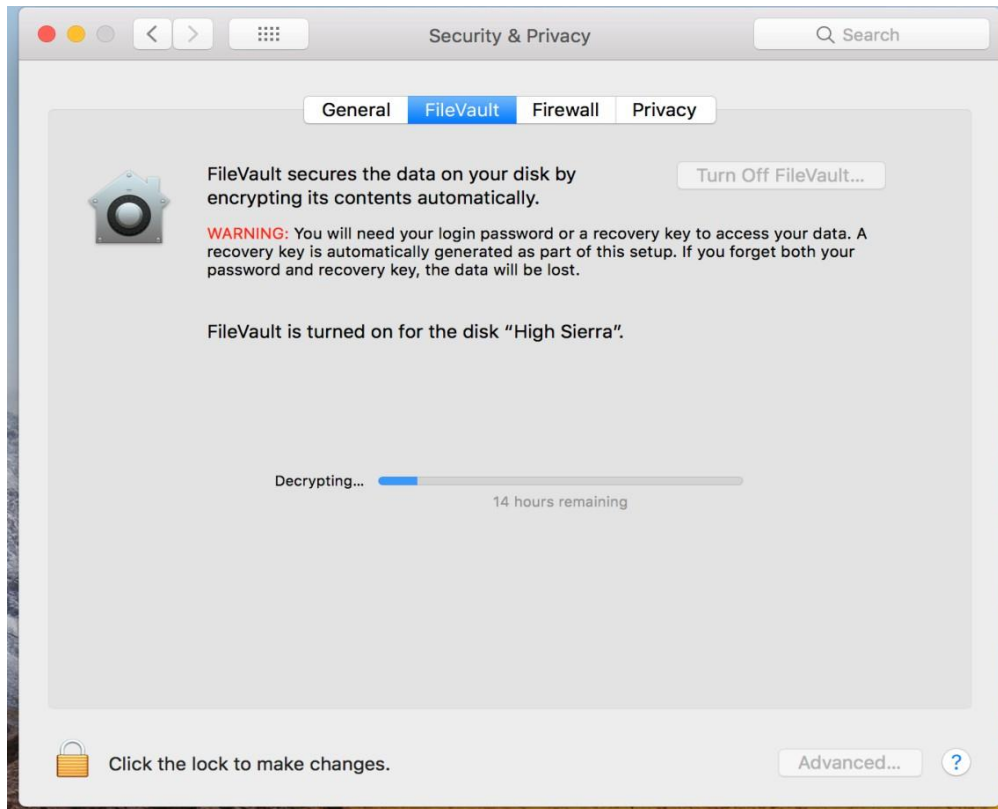 Security & Privacy
Search
General
FileVault
Firewall
Privacy
FileVault secures the data on your disk by
encrypting its contents automatically.
Turn Off FileVault...
WARNING: You will need your login password or a recovery key to access your data. A
recovery key is automatically generated as part of this setup. If you forget both your
password and recovery key, the data will be lost.
FileVault is turned on for the disk “High Sierra”.
Decrypting...
14 hours remaining
Click the lock to make changes.
Advanced...
?